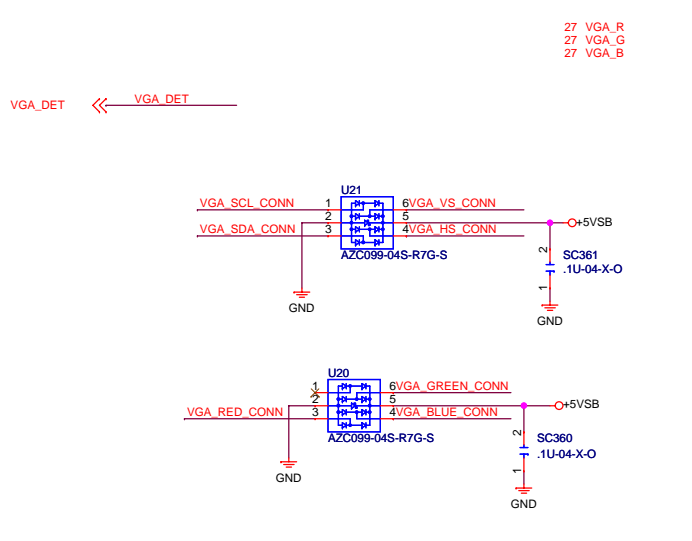 27 VGA_R
27 VGA_G
27 VGA_B
VGA_DET
VGA_DET
U21
VGA_SCL_CONN 1 6 VGA_VS_CONN
2 5 +5VSB
VGA_SDA_CONN 3 4 VGA_HS_CONN
AZC099-04S-R7G-S
2
SC361
.1U-04-X-O
1
GND
GND
U20
1 6 VGA_GREEN_CONN
2 5 +5VSB
VGA_RED_CONN 3 4 VGA_BLUE_CONN
AZC099-04S-R7G-S
2
SC360
.1U-04-X-O
1
GND
GND